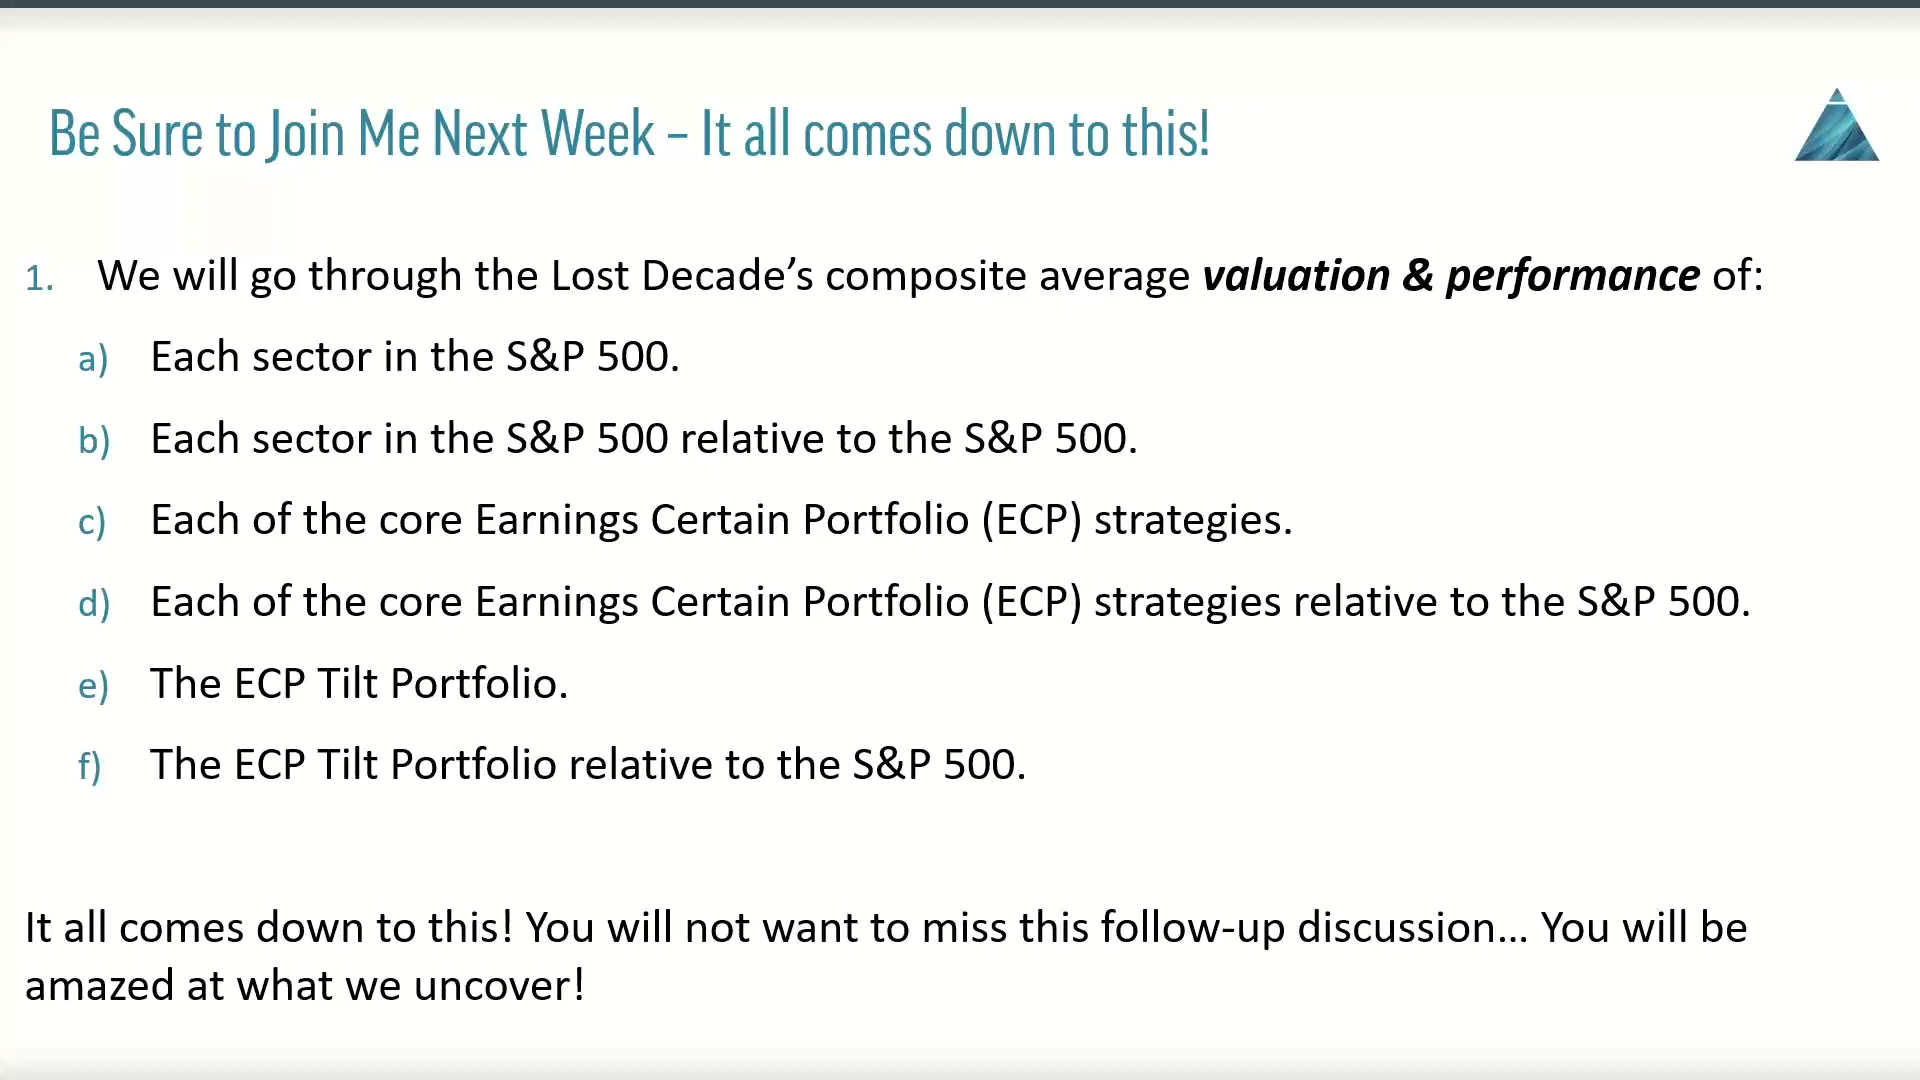 Be Sure to Join Me Next Week – It all comes down to this!
1. We will go through the Lost Decade’s composite average valuation & performance of:
a) Each sector in the S&P 500.
b) Each sector in the S&P 500 relative to the S&P 500.
c) Each of the core Earnings Certain Portfolio (ECP) strategies.
d) Each of the core Earnings Certain Portfolio (ECP) strategies relative to the S&P 500.
e) The ECP Tilt Portfolio.
f) The ECP Tilt Portfolio relative to the S&P 500.
It all comes down to this! You will not want to miss this follow-up discussion... You will be
amazed at what we uncover!